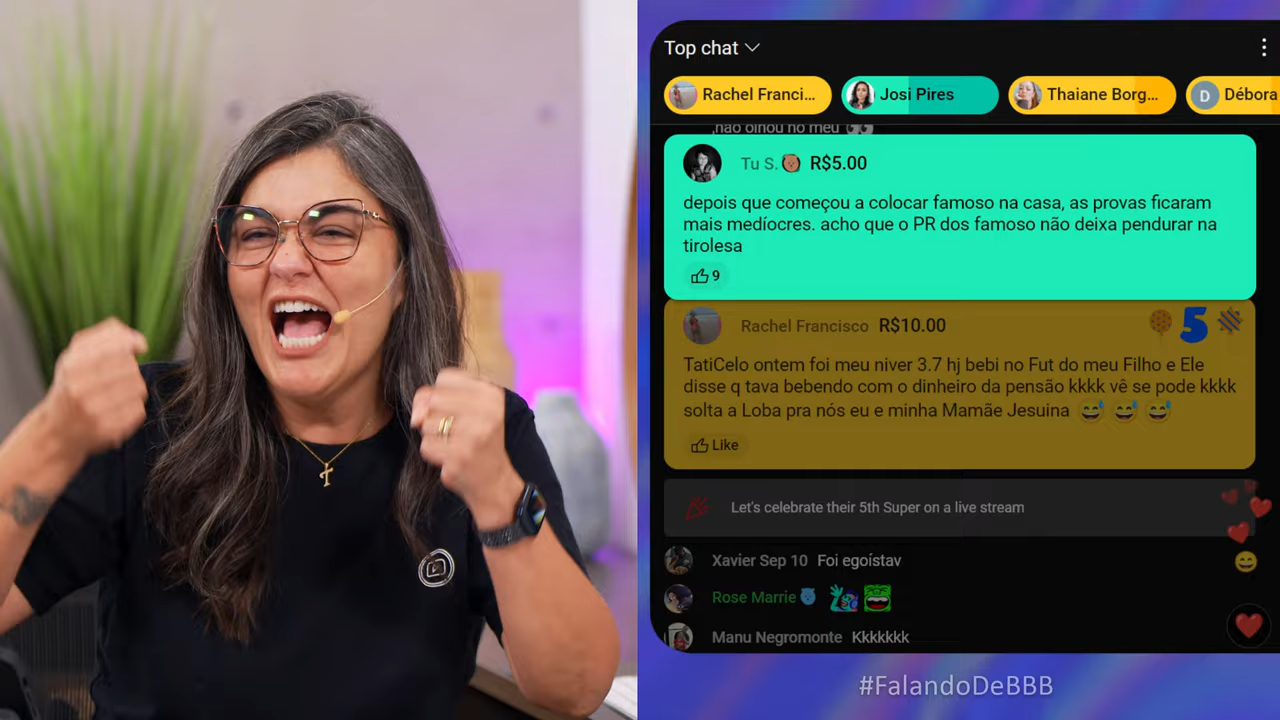 Top chat
Rachel Franci...
Josi Pires
Thaiane Borg...
D Débora
,não olhou no meu
Tu S. R$5.00
depois que começou a colocar famoso na casa, as provas ficaram
mais medíocres. acho que o PR dos famoso não deixa pendurar na
tirolesa
9
Rachel Francisco R$10.00
5
TatiCelo ontem foi meu niver 3.7 hj bebi no Fut do meu Filho e Ele
disse q tava bebendo com o dinheiro da pensão kkkk vê se pode kkkk
solta a Loba pra nós eu e minha Mamãe Jesuina
Like
Let's celebrate their 5th Super on a live stream
Xavier Sep 10 Foi egoístav
Rose Marrie
Manu Negromonte Kkkkkkk
#FalandoDeBBB